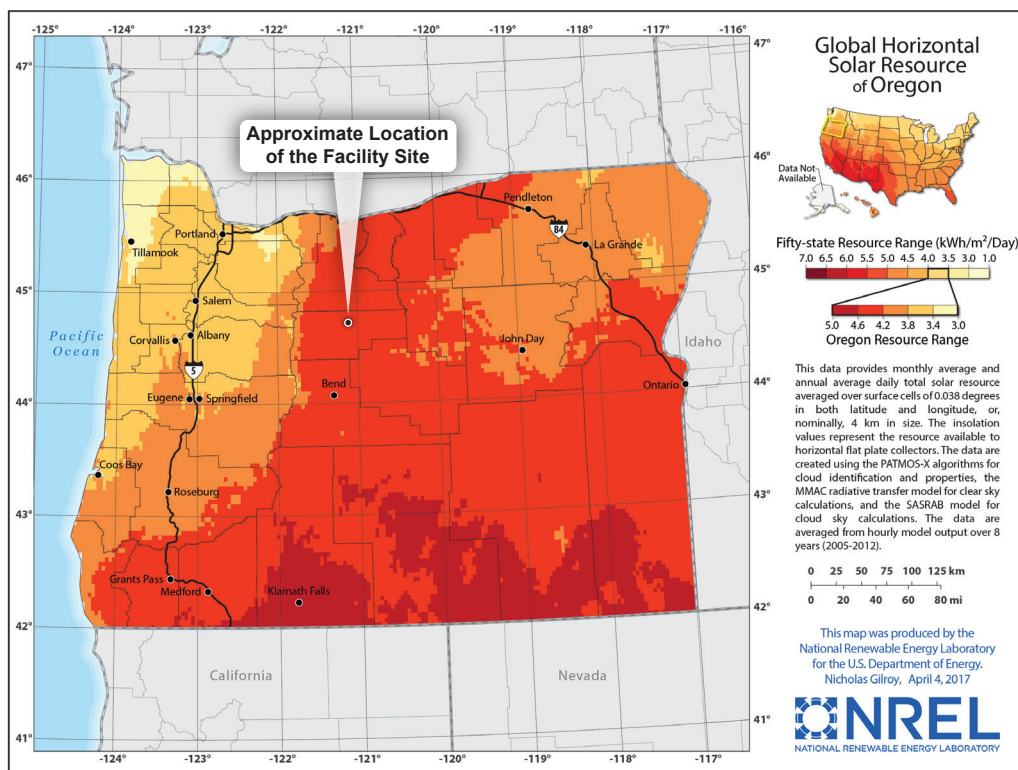 -125°
-124°
-123°
-122°
-121°
-120°
-119°
-118°
-117°
47°
47°
46°
46°
45°
45°
44°
44°
43°
43°
42°
42°
41°
41°
-124°
-123°
-122°
-121°
-120°
-119°
-118°
-117°
-116°
Approximate Location
of the Facility Site
Pendleton
84
La Grande
Portland
Tillamook
Salem
Pacific
Ocean
Corvallis
Albany
John Day
Idaho
5
Bend
Ontario
Eugene
Springfield
Coos Bay
Roseburg
Grants Pass
Medford
Klamath Falls
California
Nevada
Global Horizontal
Solar Resource
of Oregon
Data Not
Available
Fifty-state Resource Range (kWh/m²/Day)
7.0 6.5 6.0 5.5 5.0 4.5 4.0 3.5 3.0 1.0
5.0 4.6 4.2 3.8 3.4 3.0
Oregon Resource Range
This data provides monthly average and
annual average daily total solar resource
averaged over surface cells of 0.038 degrees
in both latitude and longitude, or,
nominally, 4 km in size. The insolation
values represent the resource available to
horizontal flat plate collectors. The data are
created using the PATMOS-X algorithms for
cloud identification and properties, the
MMAC radiative transfer model for clear sky
calculations, and the SASRAB model for
cloud sky calculations. The data are
averaged from hourly model output over 8
years (2005-2012).
0 25 50 75 100 125 km
0 20 40 60 80 mi
This map was produced by the
National Renewable Energy Laboratory
for the U.S. Department of Energy.
Nicholas Gilroy, April 4, 2017
NREL
NATIONAL RENEWABLE ENERGY LABORATORY